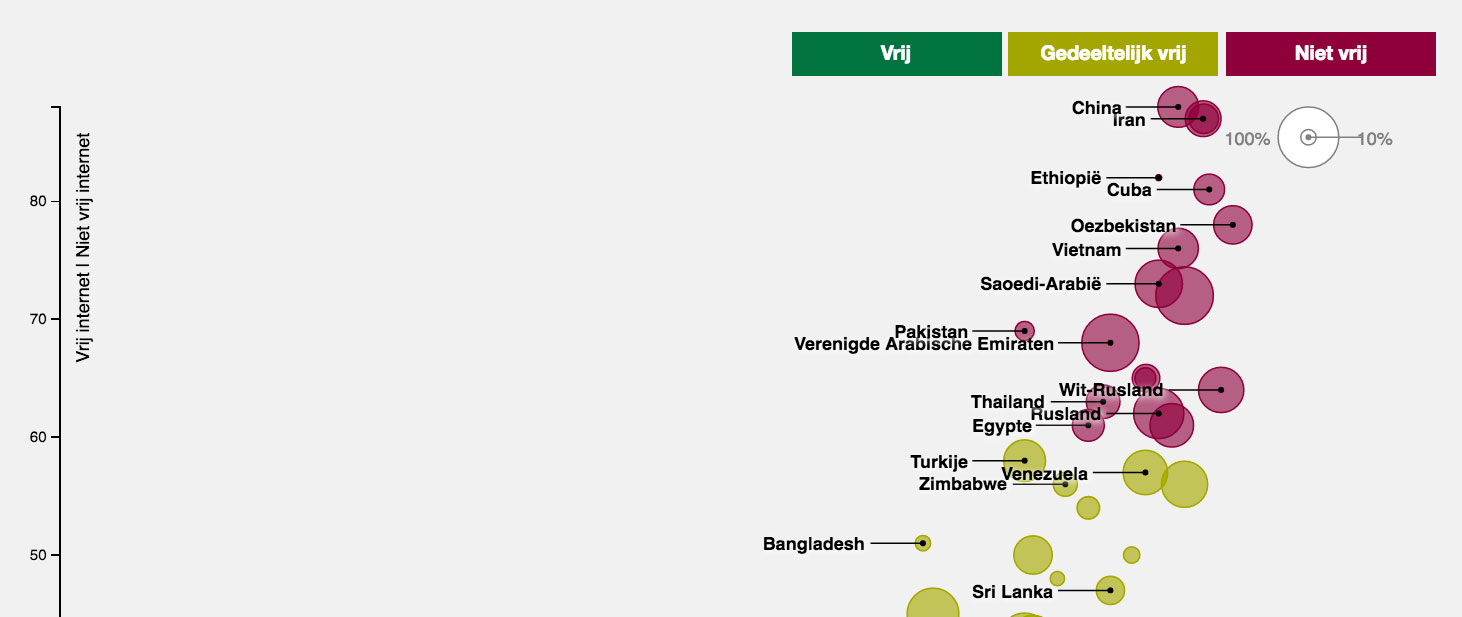 Vrij
Gedeeltelijk vrij
Niet vrij
Vrij internet | Niet vrij internet
China
Iran
100%
10%
Ethiopië
80
Cuba
Oezbekistan
Vietnam
Saoedi-Arabië
70
Pakistan
Verenigde Arabische Emiraten
Wit-Rusland
Thailand
Rusland
Egypte
60
Turkije
Venezuela
Zimbabwe
Bangladesh
50
Sri Lanka